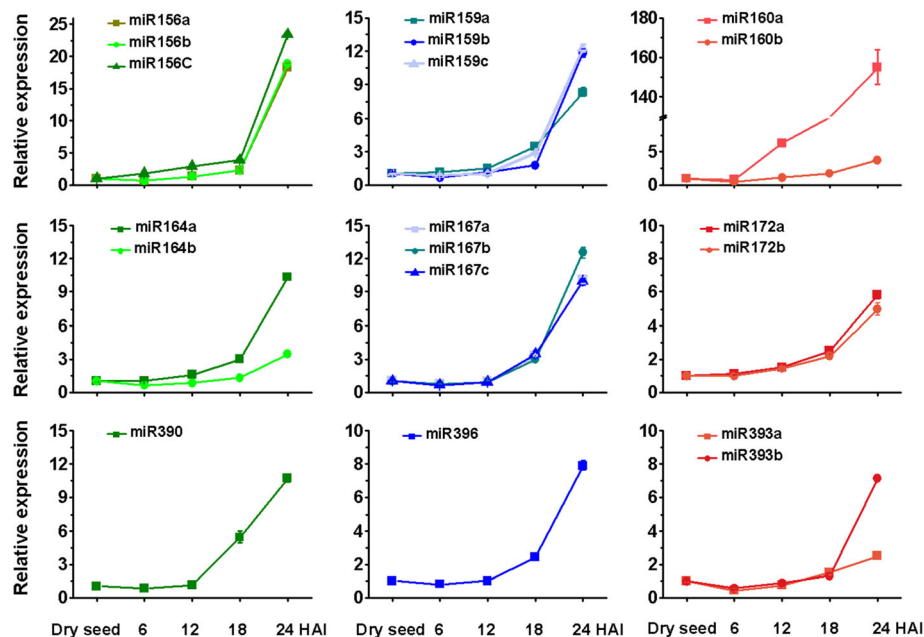 Relative expression
25
20
15
10
5
0
miR156a
miR156b
miR156C
15
12
9
6
3
0
miR159a
miR159b
miR159c
180
160
140
5
0
miR160a
miR160b
Relative expression
15
12
9
6
3
0
miR164a
miR164b
15
12
9
6
3
0
miR167a
miR167b
miR167c
10
8
6
4
2
0
miR172a
miR172b
Relative expression
15
12
9
6
3
0
miR390
10
8
6
4
2
0
miR396
10
8
6
4
2
0
miR393a
miR393b
Dry seed 6 12 18 24 HAI
Dry seed 6 12 18 24 HAI
Dry seed 6 12 18 24 HAI